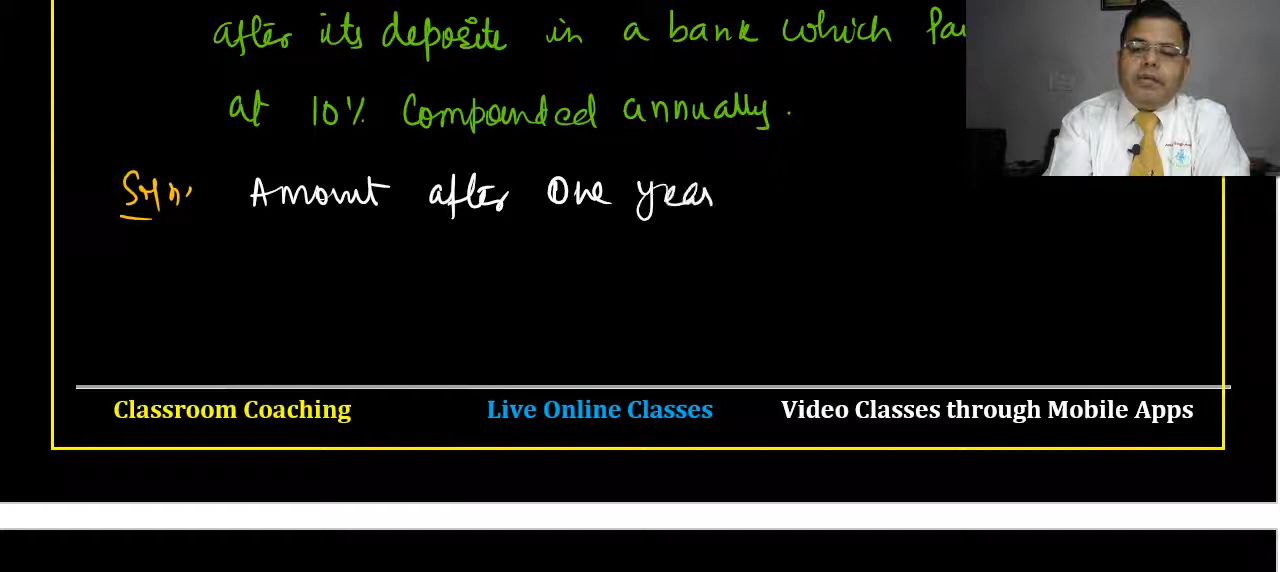 after its deposite in a bank which
at 10% Compounded annually.
Soln. Amount after One year
Classroom Coaching Live Online Classes Video Classes through Mobile Apps